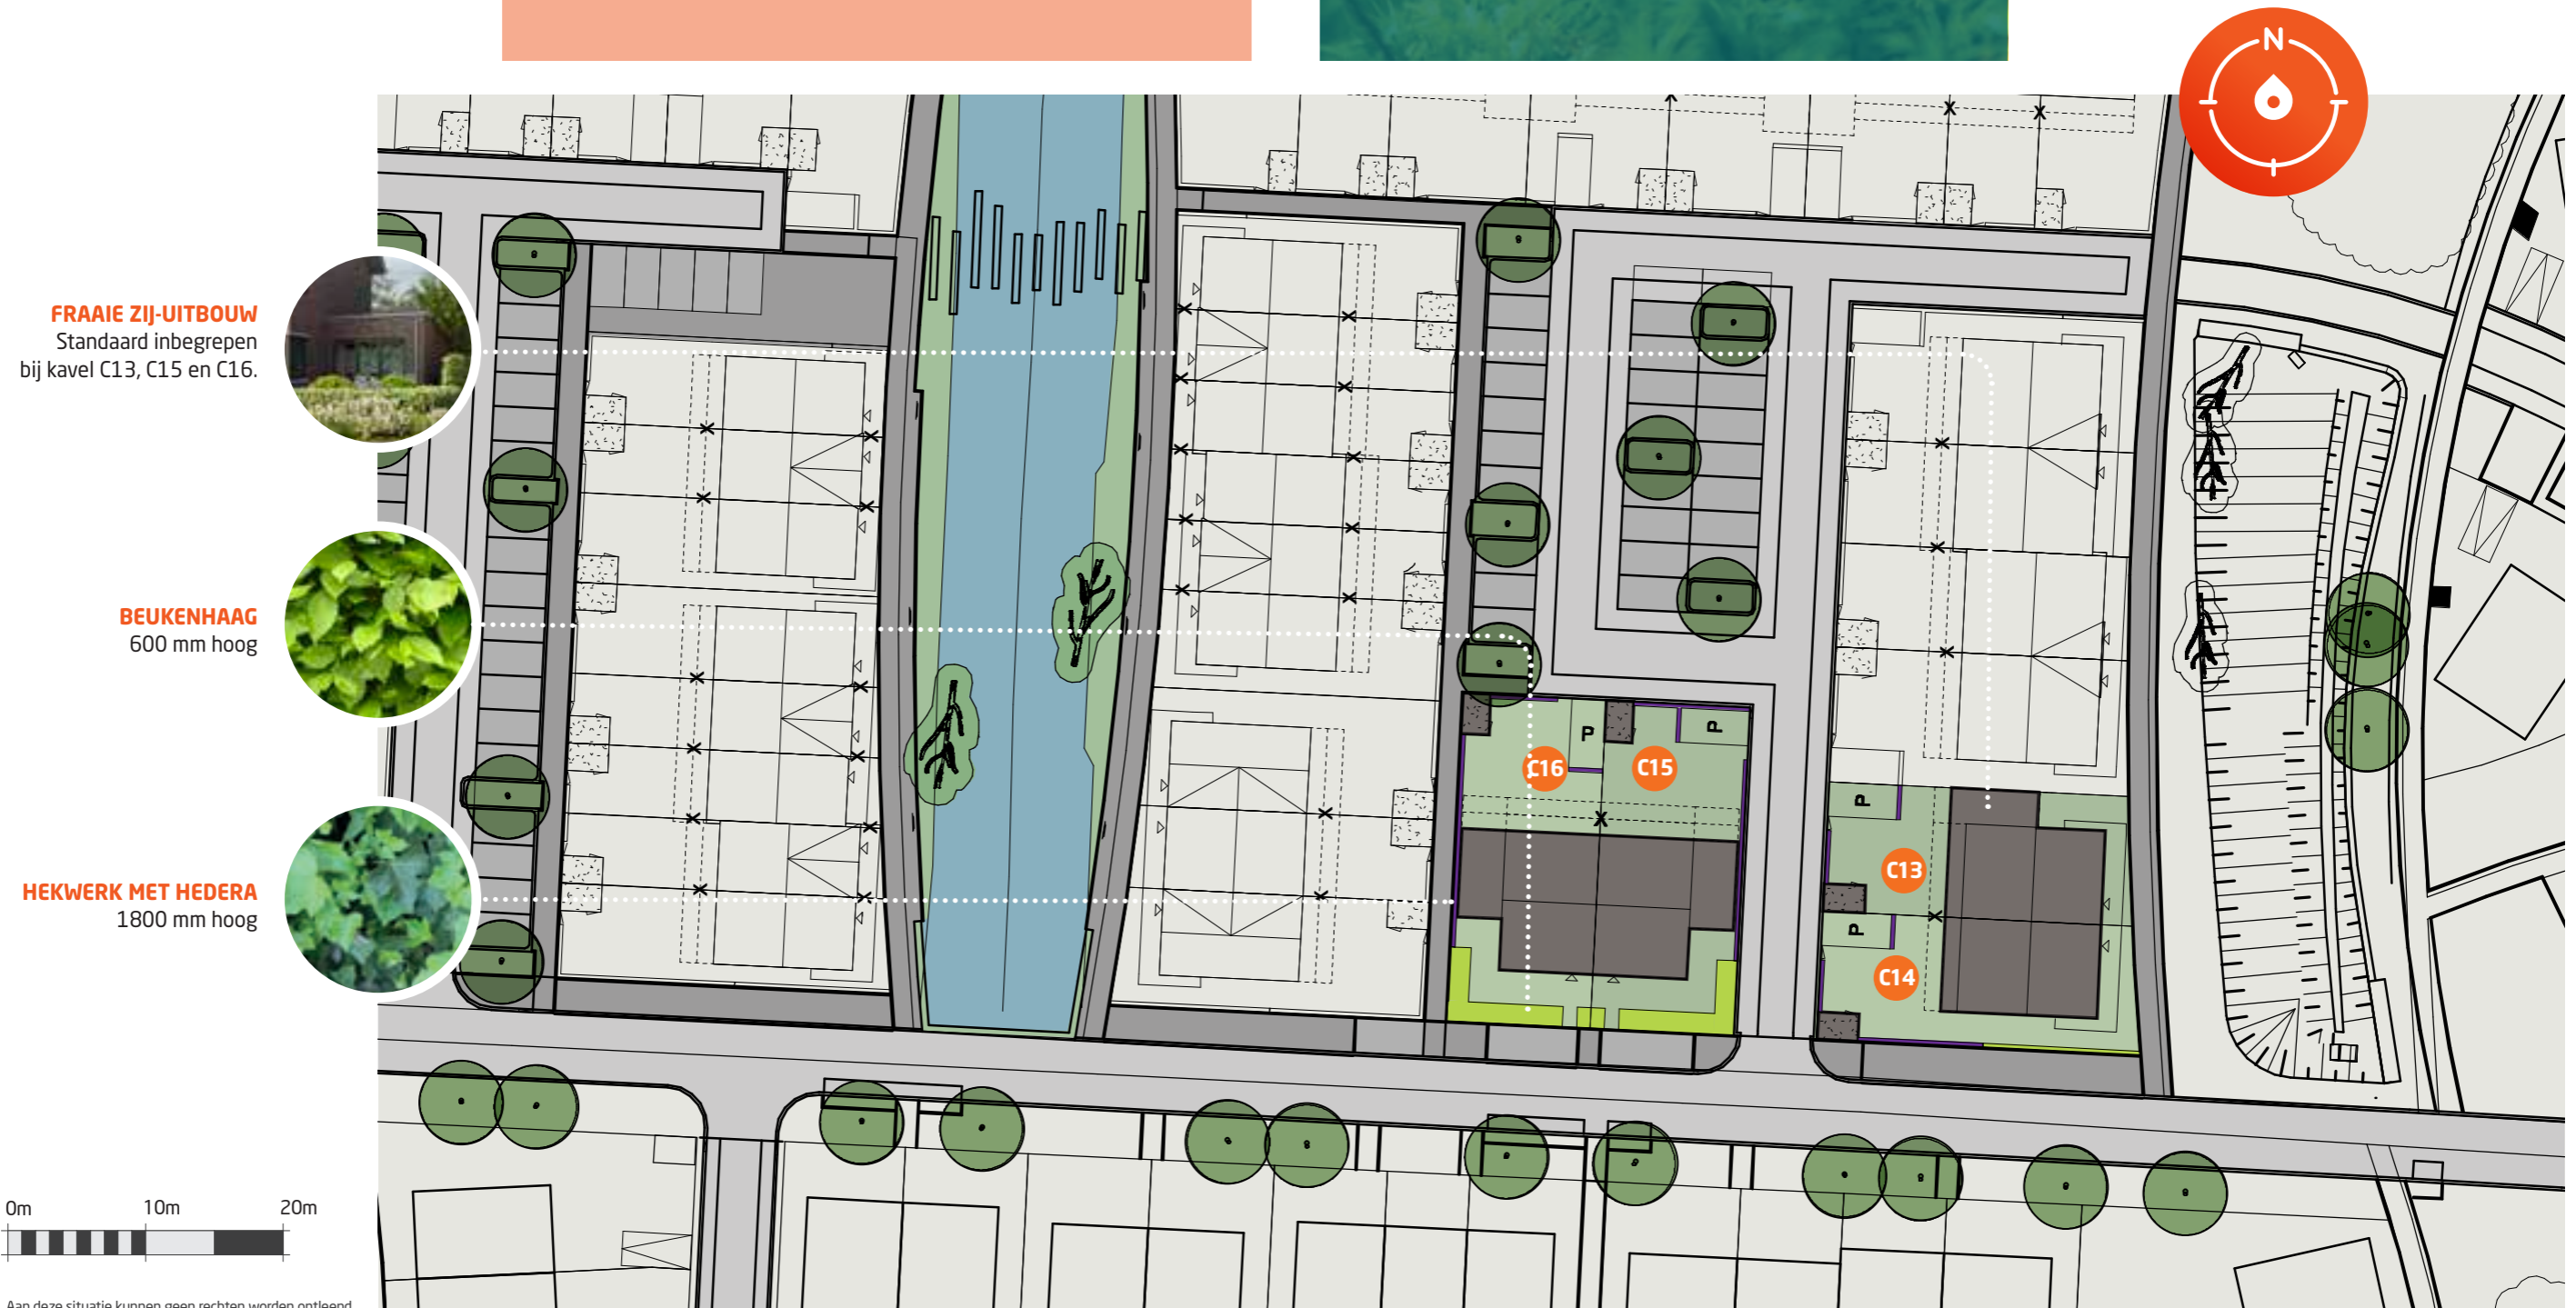 N
FRAAIE ZIJ-UITBOUW
Standaard inbegrepen
bij kavel C13, C15 en C16.
BEUKENHAAG
600 mm hoog
HEKWERK MET HEDERA
1800 mm hoog
P
P
C16
C15
P
C13
P
C14
0m 10m 20m
Aan deze situatie kunnen geen rechten worden ontleend